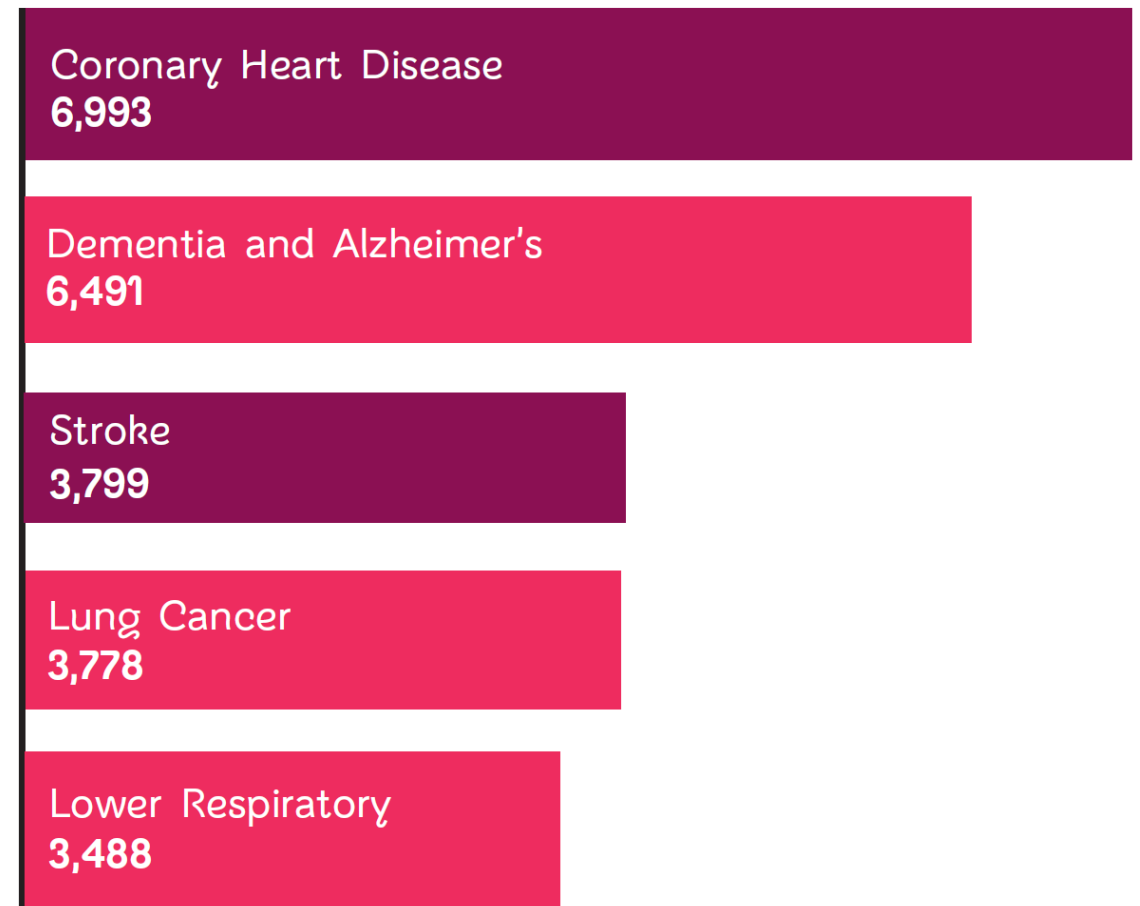 Coronary Heart Disease
6,993
Dementia and Alzheimer's
6,491
Stroke
3,799
Lung Cancer
3,778
Lower Respiratory
3,488